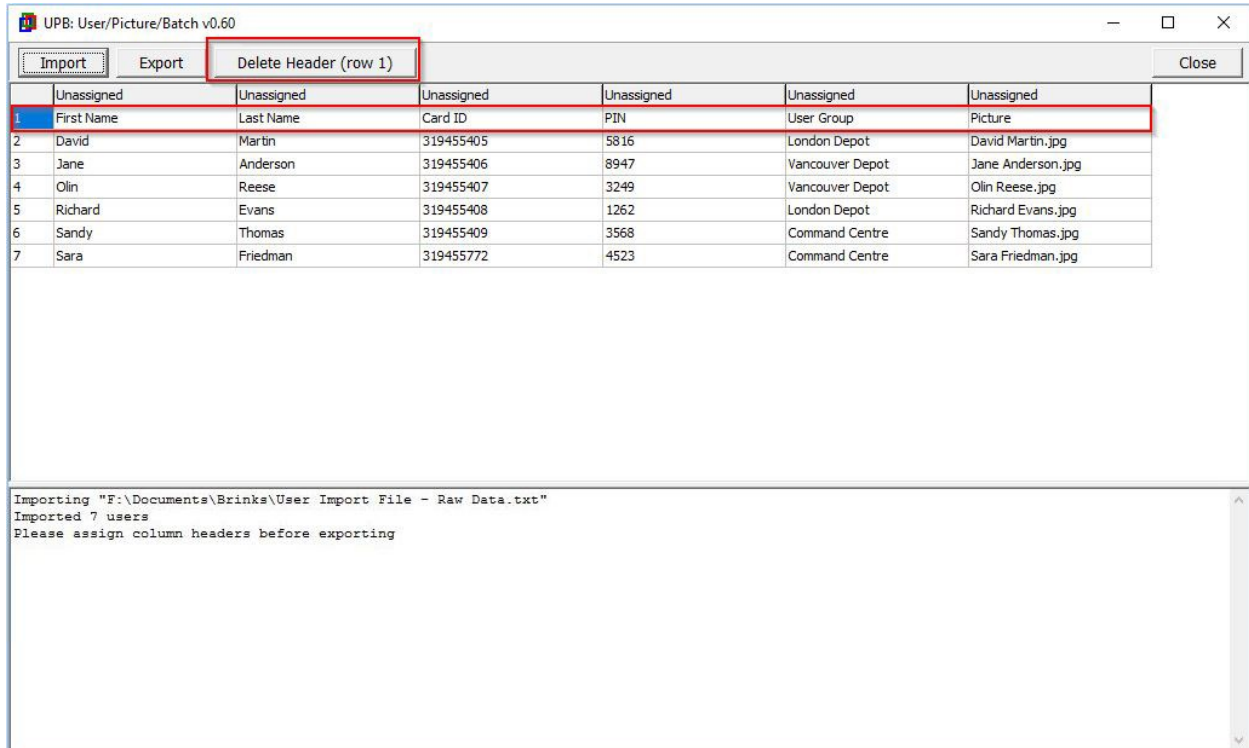 UPB: User/Picture/Batch v0.60
Import Export Delete Header (row 1) Close
Unassigned Unassigned Unassigned Unassigned Unassigned Unassigned
1 First Name Last Name Card ID PIN User Group Picture
2 David Martin 319455405 5816 London Depot David Martin.jpg
3 Jane Anderson 319455406 8947 Vancouver Depot Jane Anderson.jpg
4 Olin Reese 319455407 3249 Vancouver Depot Olin Reese.jpg
5 Richard Evans 319455408 1262 London Depot Richard Evans.jpg
6 Sandy Thomas 319455409 3568 Command Centre Sandy Thomas.jpg
7 Sara Friedman 319455772 4523 Command Centre Sara Friedman.jpg
Importing "F:\Documents\Brinks\User Import File - Raw Data.txt"
Imported 7 users
Please assign column headers before exporting